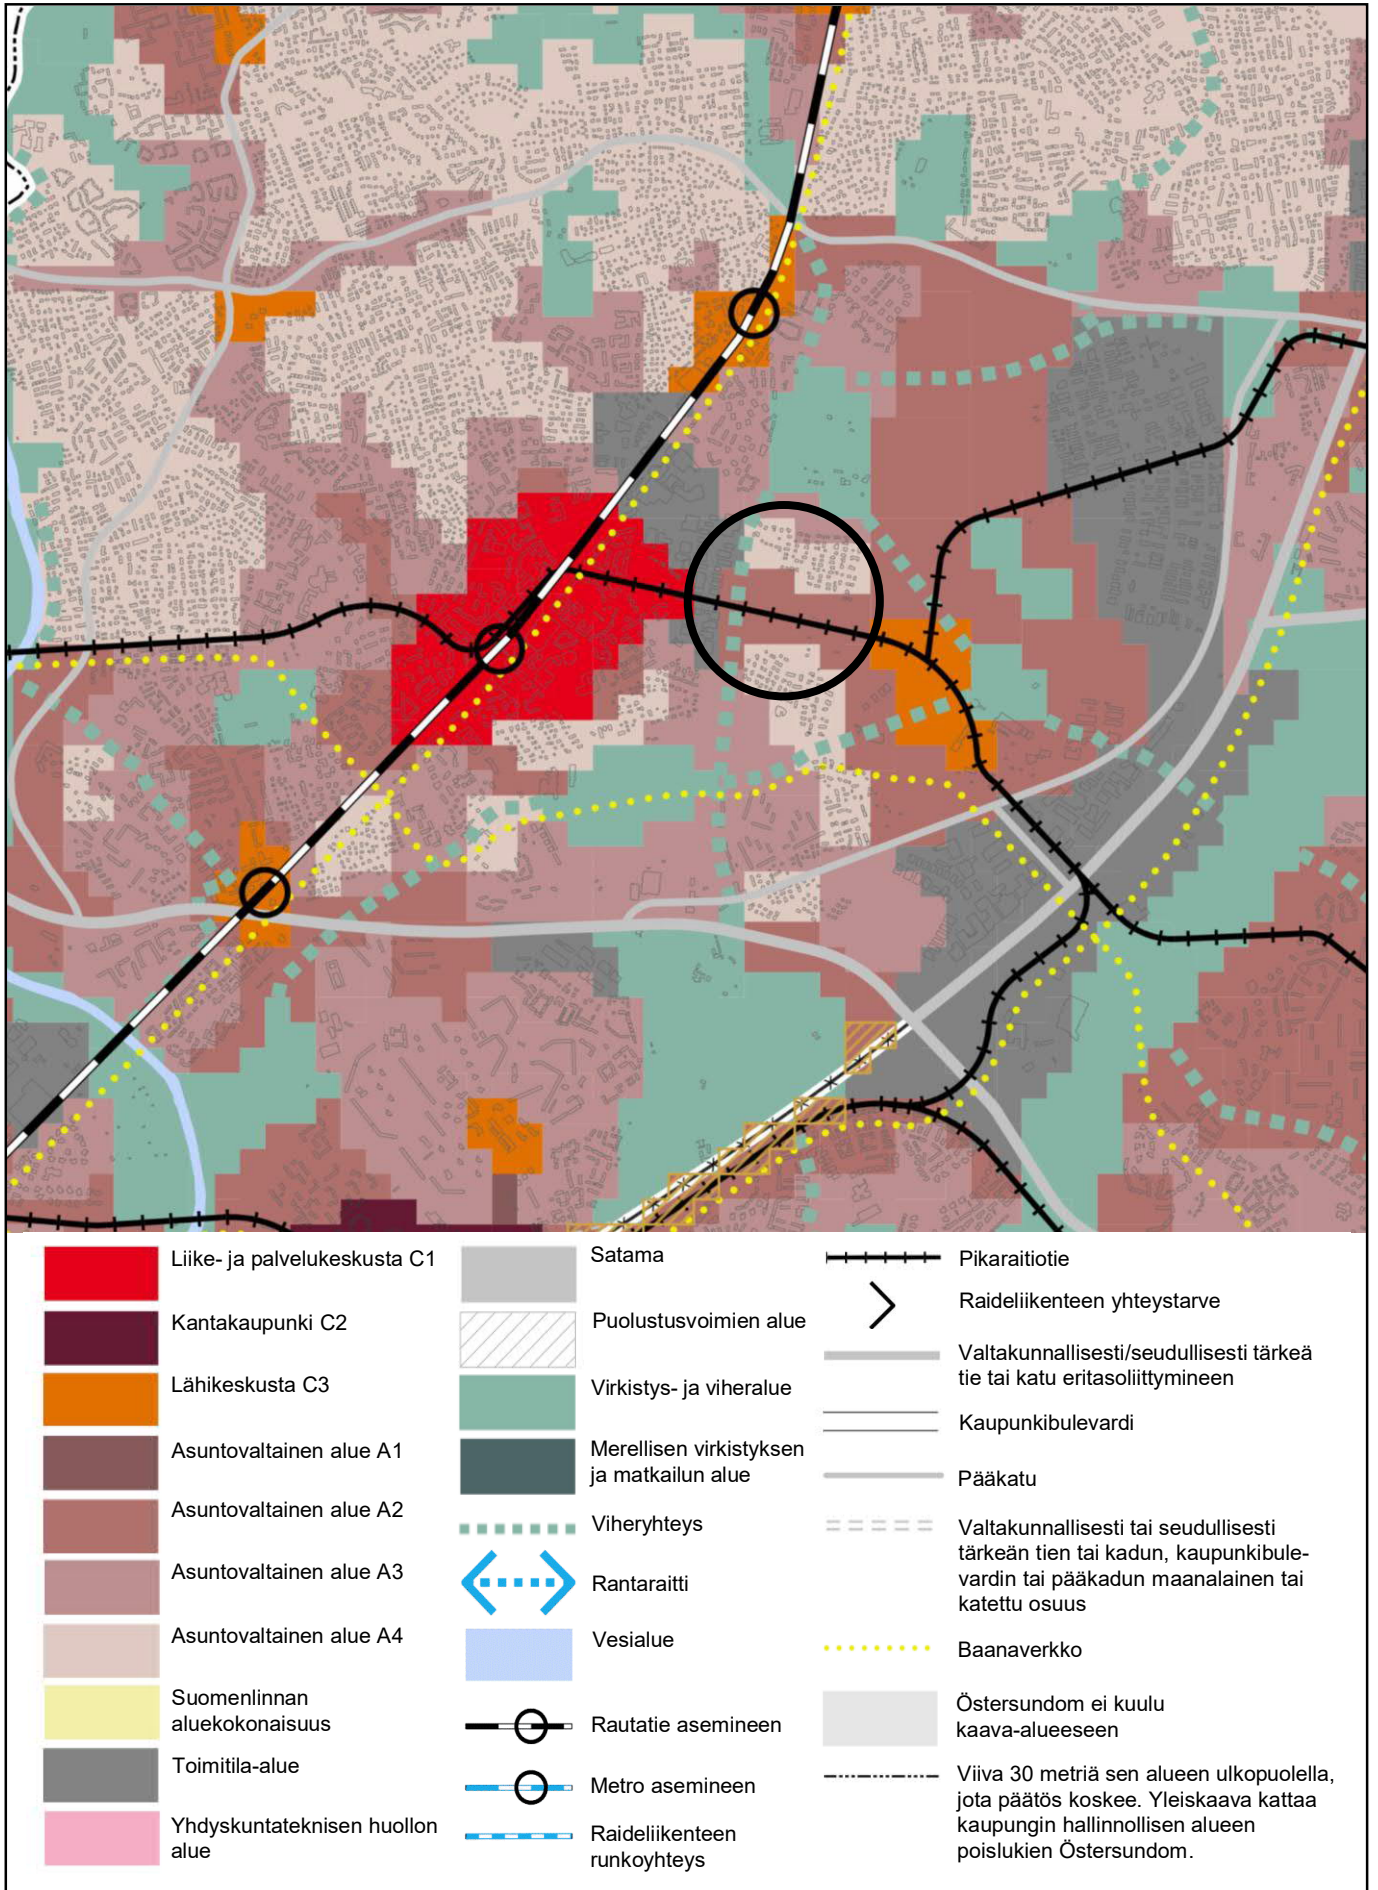 Liike- ja palvelukeskusta C1
Kantakaupunki C2
Lähikeskusta C3
Asuntovaltainen alue A1
Asuntovaltainen alue A2
Asuntovaltainen alue A3
Asuntovaltainen alue A4
Suomenlinnan
aluekokonaisuus
Toimitila-alue
Yhdyskuntateknisen huollon
alue
Satama
Puolustusvoimien alue
Virkistys- ja viheralue
Merellisen virkistyksen
ja matkailun alue
Viheryhteys
Rantaraitti
Vesialue
Rautatie asemineen
Metro asemineen
Raideliikenteen
runkoyhteys
Pikaraitiotie
Raideliikenteen yhteystarve
Valtakunnallisesti/seudullisesti tärkeä
tie tai katu eritasoliittymineen
Kaupunkibulevardi
Pääkatu
Valtakunnallisesti tai seudullisesti
tärkeän tien tai kadun, kaupunkibule-
vardin tai pääkadun maanalainen tai
katettu osuus
Baanaverkko
Östersundom ei kuulu
kaava-alueeseen
Viiva 30 metriä sen alueen ulkopuolella,
jota päätös koskee. Yleiskaava kattaa
kaupungin hallinnollisen alueen
poislukien Östersundom.